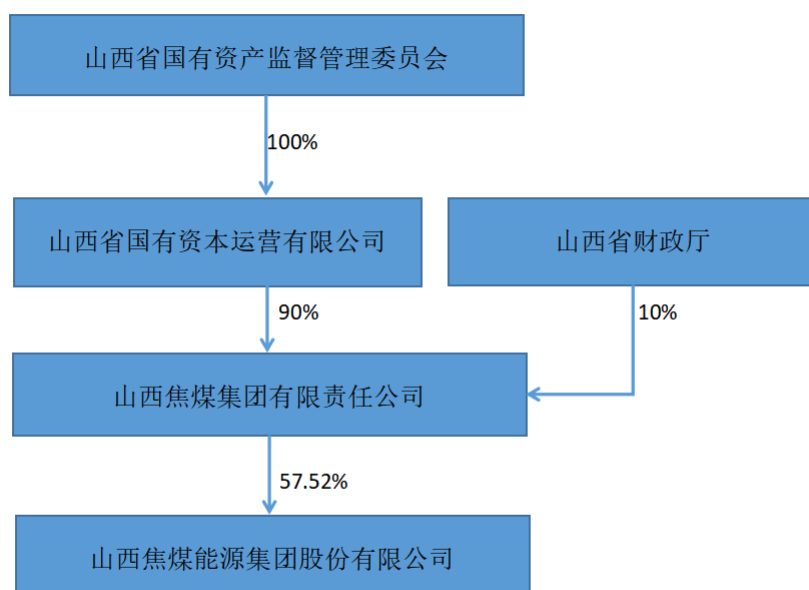 山西省国有资产监督管理委员会
100%
山西省国有资本运营有限公司
山西省财政厅
90%
10%
山西焦煤集团有限责任公司
57.52%
山西焦煤能源集团股份有限公司